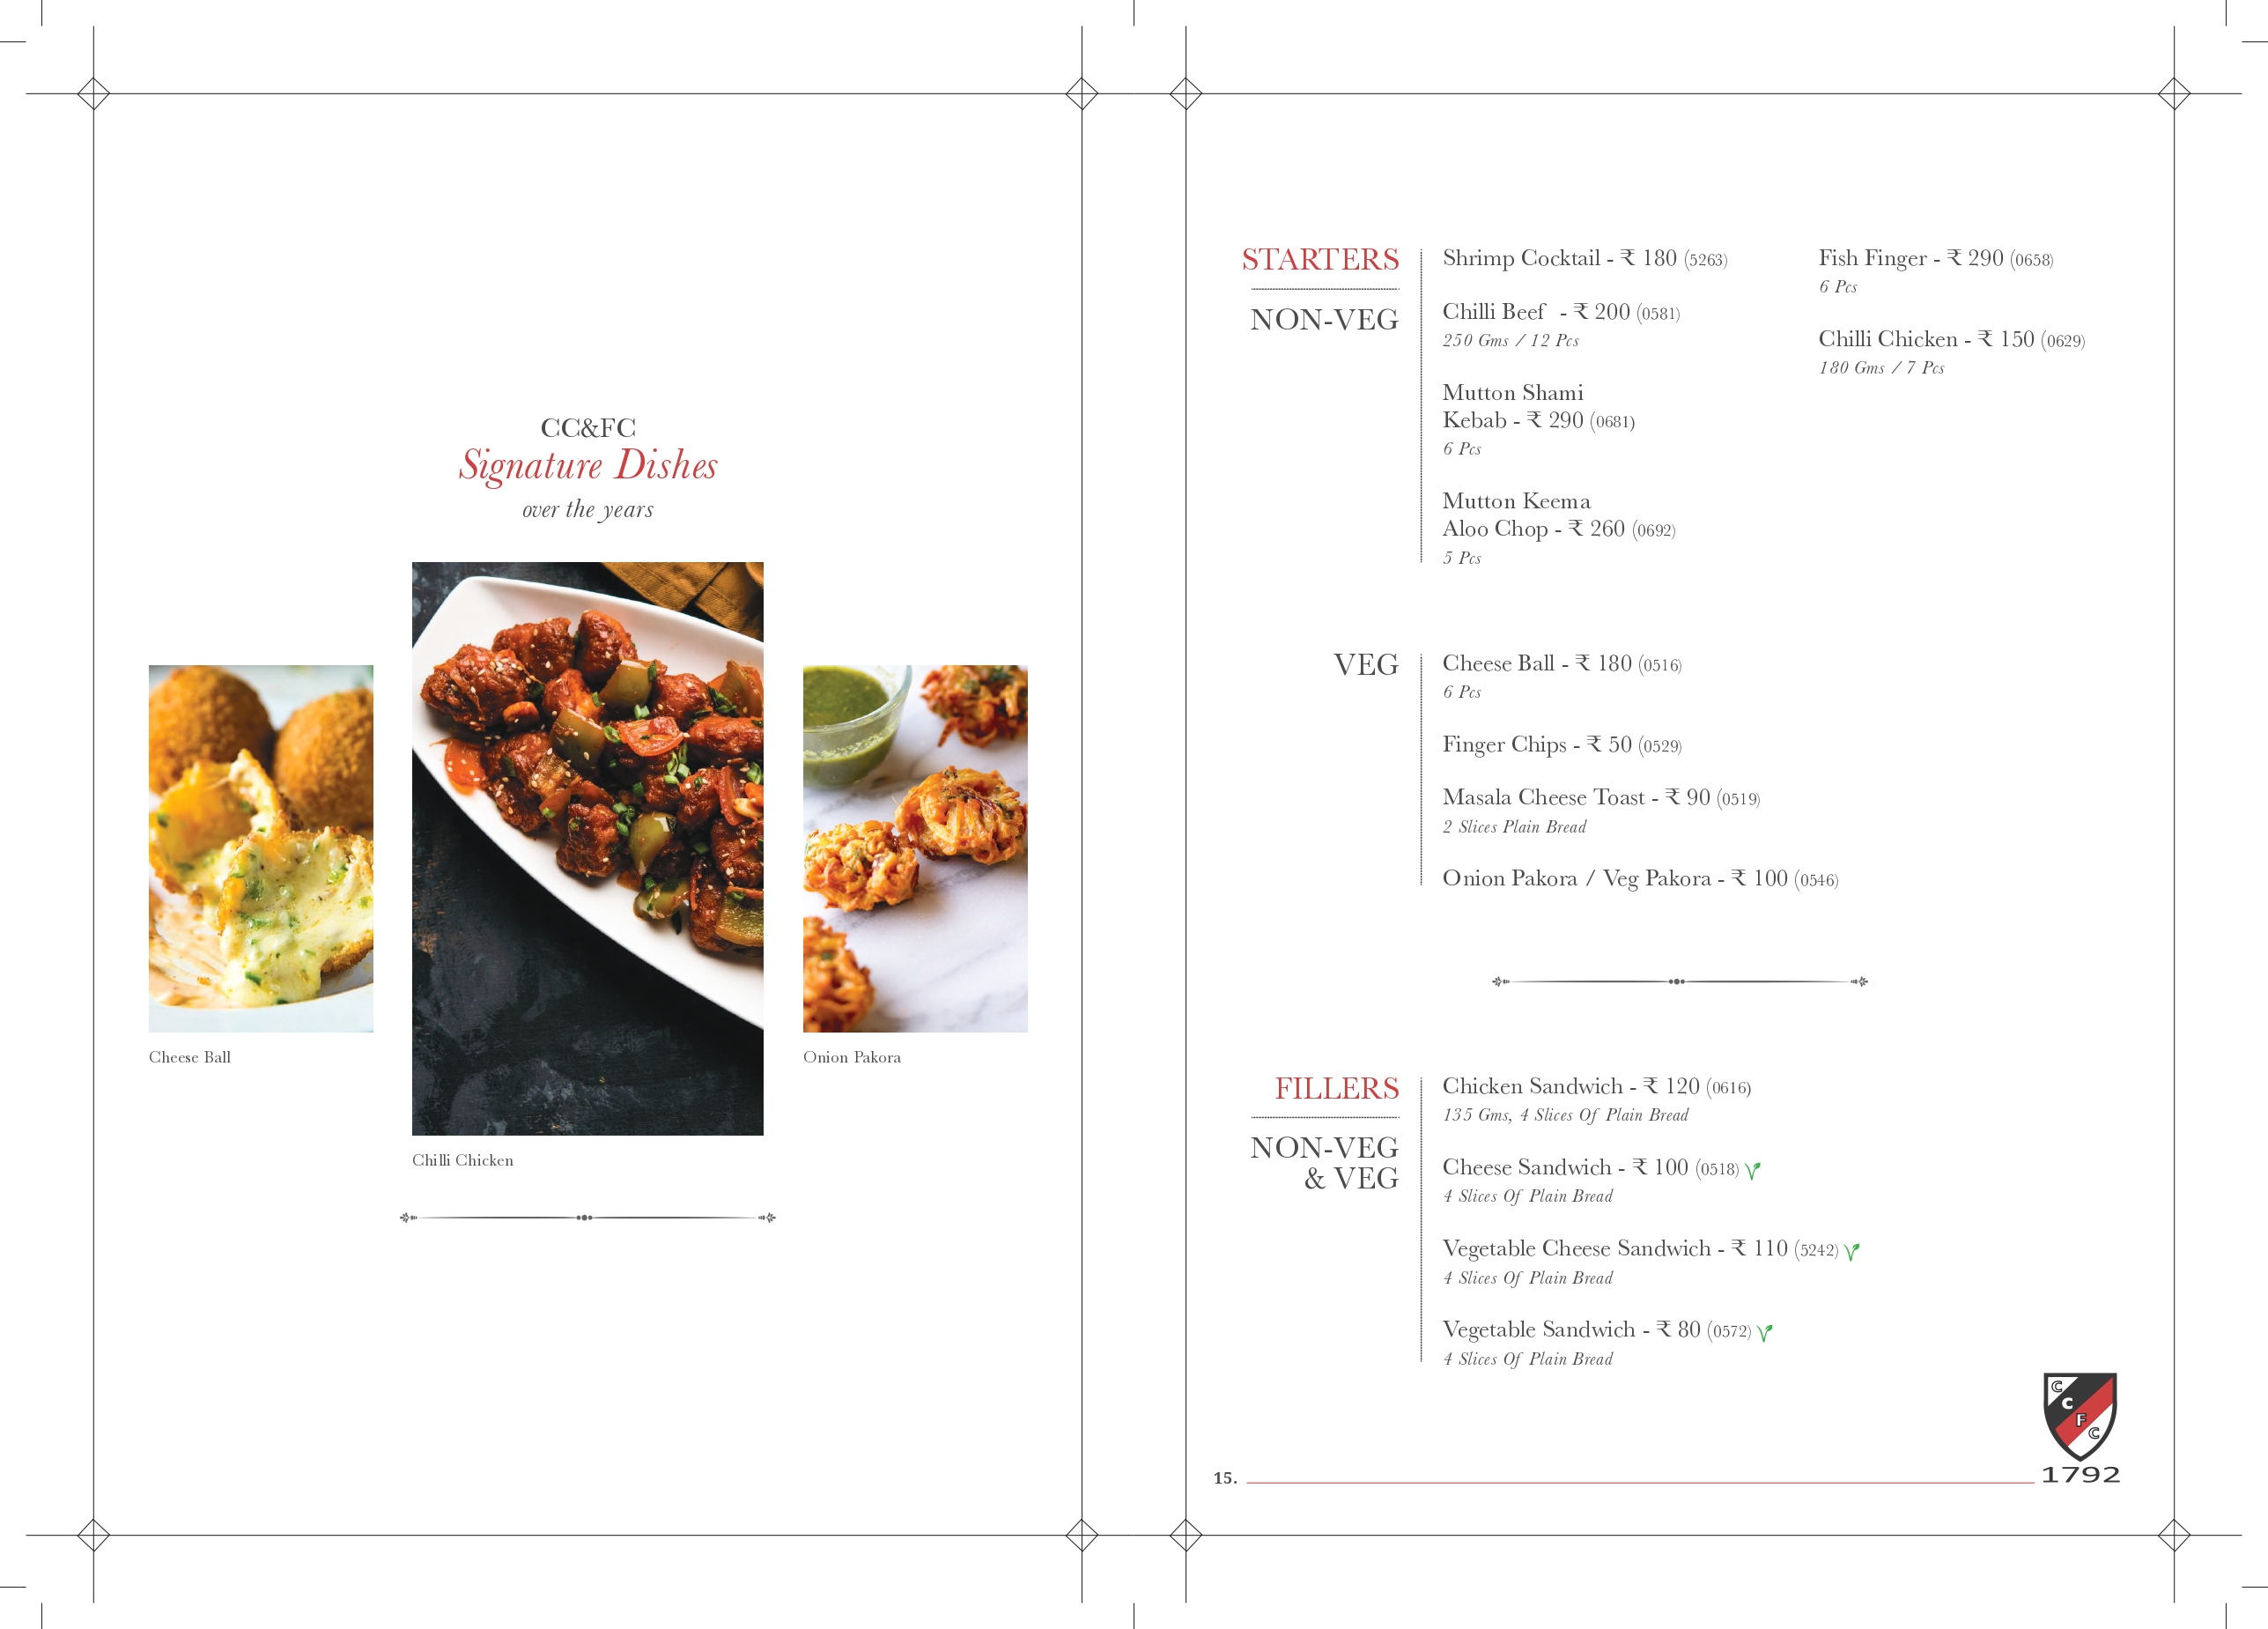 CC&FC
Signature Dishes
over the years
Cheese Ball
Chilli Chicken
Onion Pakora
STARTERS
NON-VEG
Shrimp Cocktail - ₹ 180 (5263)
Chilli Beef - ₹ 200 (0581)
250 Gms / 12 Pcs
Mutton Shami
Kebab - ₹ 290 (0681)
6 Pcs
Mutton Keema
Aloo Chop - ₹ 260 (0692)
5 Pcs
Fish Finger - ₹ 290 (0658)
6 Pcs
Chilli Chicken - ₹ 150 (0629)
180 Gms / 7 Pcs
VEG
Cheese Ball - ₹ 180 (0516)
6 Pcs
Finger Chips - ₹ 50 (0529)
Masala Cheese Toast - ₹ 90 (0519)
2 Slices Plain Bread
Onion Pakora / Veg Pakora - ₹ 100 (0546)
FILLERS
NON-VEG
& VEG
Chicken Sandwich - ₹ 120 (0616)
135 Gms, 4 Slices Of Plain Bread
Cheese Sandwich - ₹ 100 (0518)
4 Slices Of Plain Bread
Vegetable Cheese Sandwich - ₹ 110 (5242)
4 Slices Of Plain Bread
Vegetable Sandwich - ₹ 80 (0572)
4 Slices Of Plain Bread
C
C
F
C
1792
15.